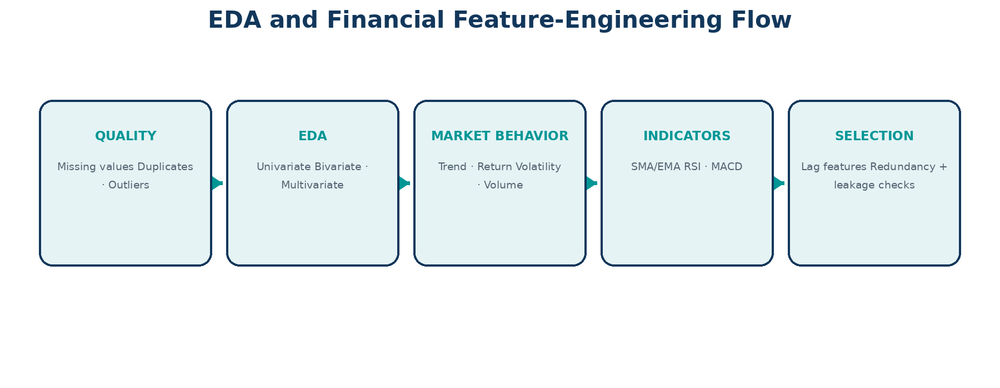 EDA and Financial Feature-Engineering Flow
QUALITY
Missing values Duplicates
· Outliers
EDA
Univariate Bivariate ·
Multivariate
MARKET BEHAVIOR
Trend · Return Volatility
· Volume
INDICATORS
SMA/EMA RSI · MACD
SELECTION
Lag features Redundancy +
leakage checks